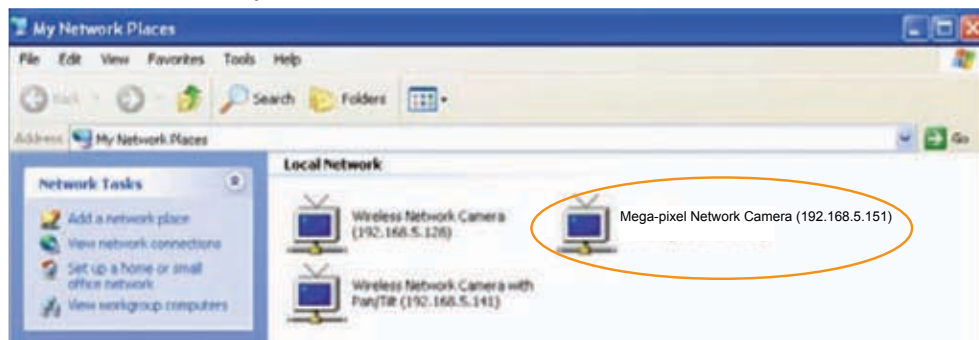 My Network Places
File Edit View Favorites Tools Help
Back Search Folders
Address My Network Places Go
Local Network
Network Tasks
Add a network place
View network connections
Set up a home or small
office network
View workgroup computers
Wireless Network Camera
(192.168.5.128)
Mega-pixel Network Camera (192.168.5.151)
Wireless Network Camera with
Pan/Tilt (192.168.5.141)